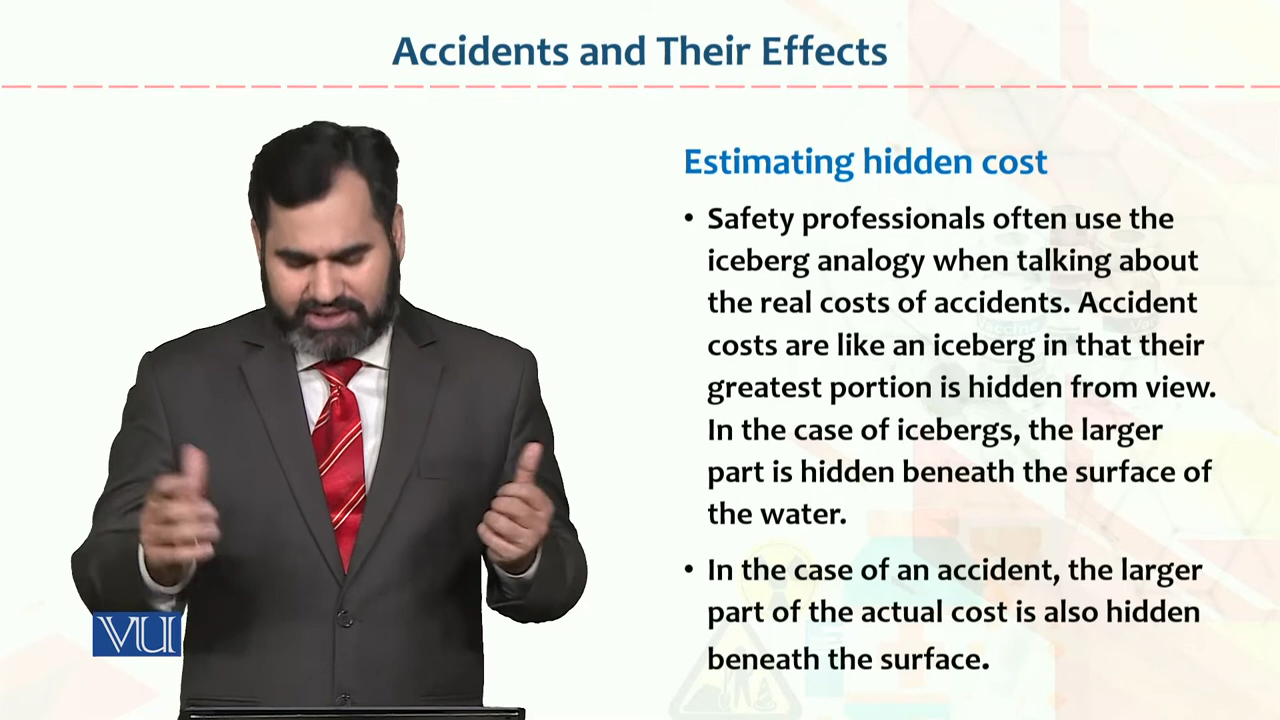 Accidents and Their Effects
Estimating hidden cost
• Safety professionals often use the
iceberg analogy when talking about
the real costs of accidents. Accident
costs are like an iceberg in that their
greatest portion is hidden from view.
In the case of icebergs, the larger
part is hidden beneath the surface of
the water.
• In the case of an accident, the larger
part of the actual cost is also hidden
beneath the surface.
VU